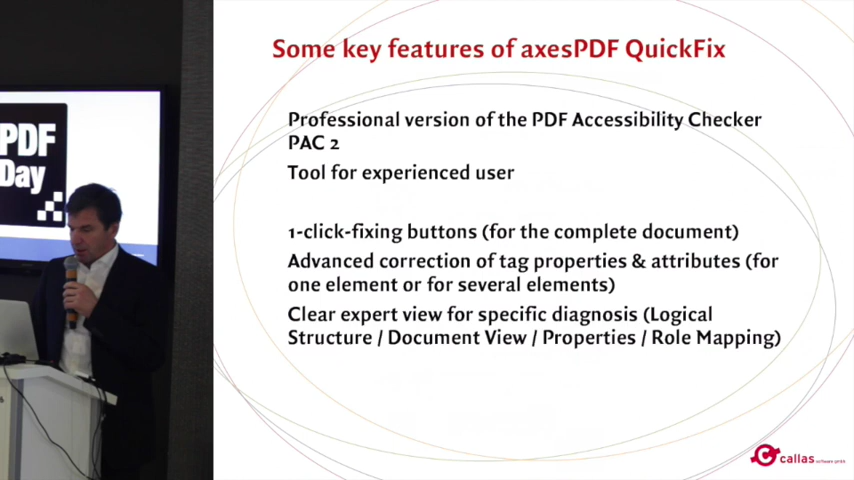 Some key features of axesPDF QuickFix
Professional version of the PDF Accessibility Checker
PAC 2
Tool for experienced user
1-click-fixing buttons (for the complete document)
Advanced correction of tag properties & attributes (for
one element or for several elements)
Clear expert view for specific diagnosis (Logical
Structure / Document View / Properties / Role Mapping)
PDF
Day
callas software gmbh